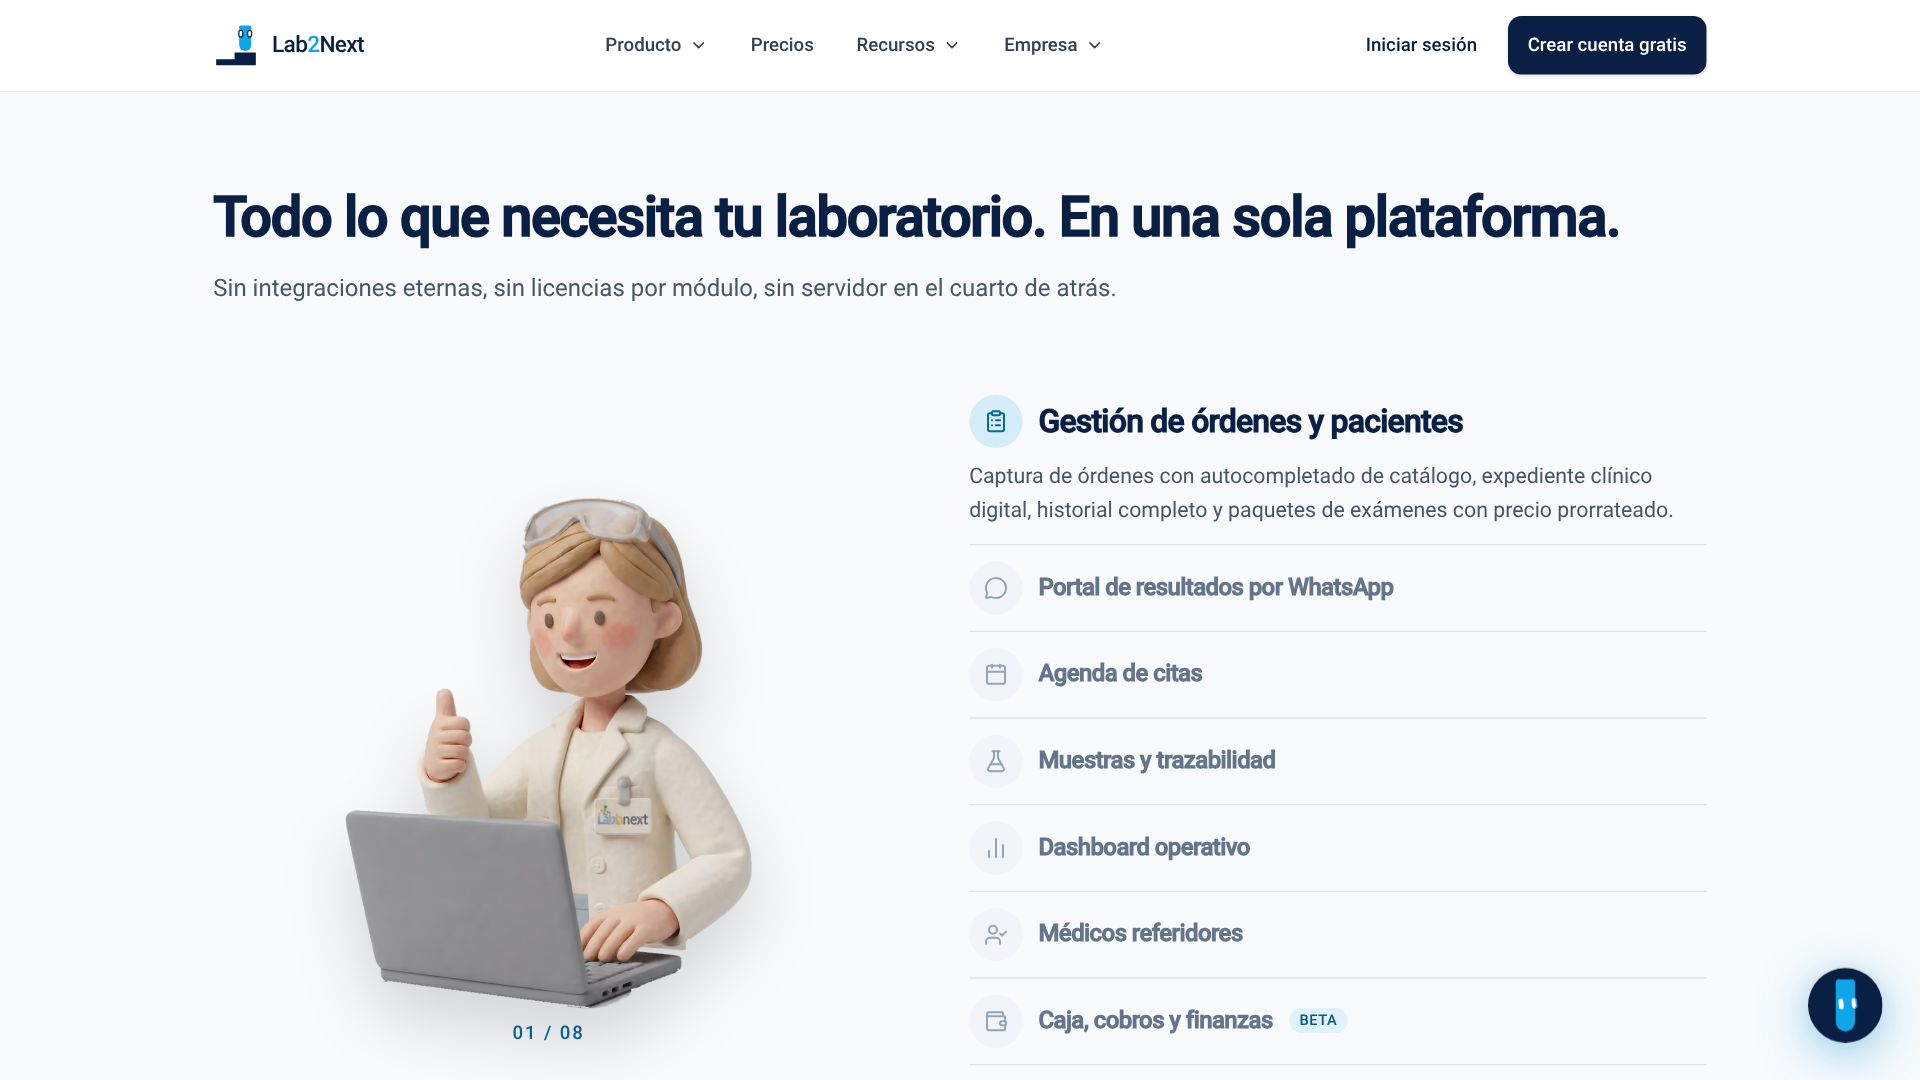 Lab2Next
Producto
Precios
Recursos
Empresa
Iniciar sesión
Crear cuenta gratis
Todo lo que necesita tu laboratorio. En una sola plataforma.
Sin integraciones eternas, sin licencias por módulo, sin servidor en el cuarto de atrás.
Gestión de órdenes y pacientes
Captura de órdenes con autocompletado de catálogo, expediente clínico
digital, historial completo y paquetes de exámenes con precio prorrateado.
Portal de resultados por WhatsApp
Agenda de citas
Muestras y trazabilidad
Dashboard operativo
Médicos referidores
Caja, cobros y finanzas BETA
01 / 08